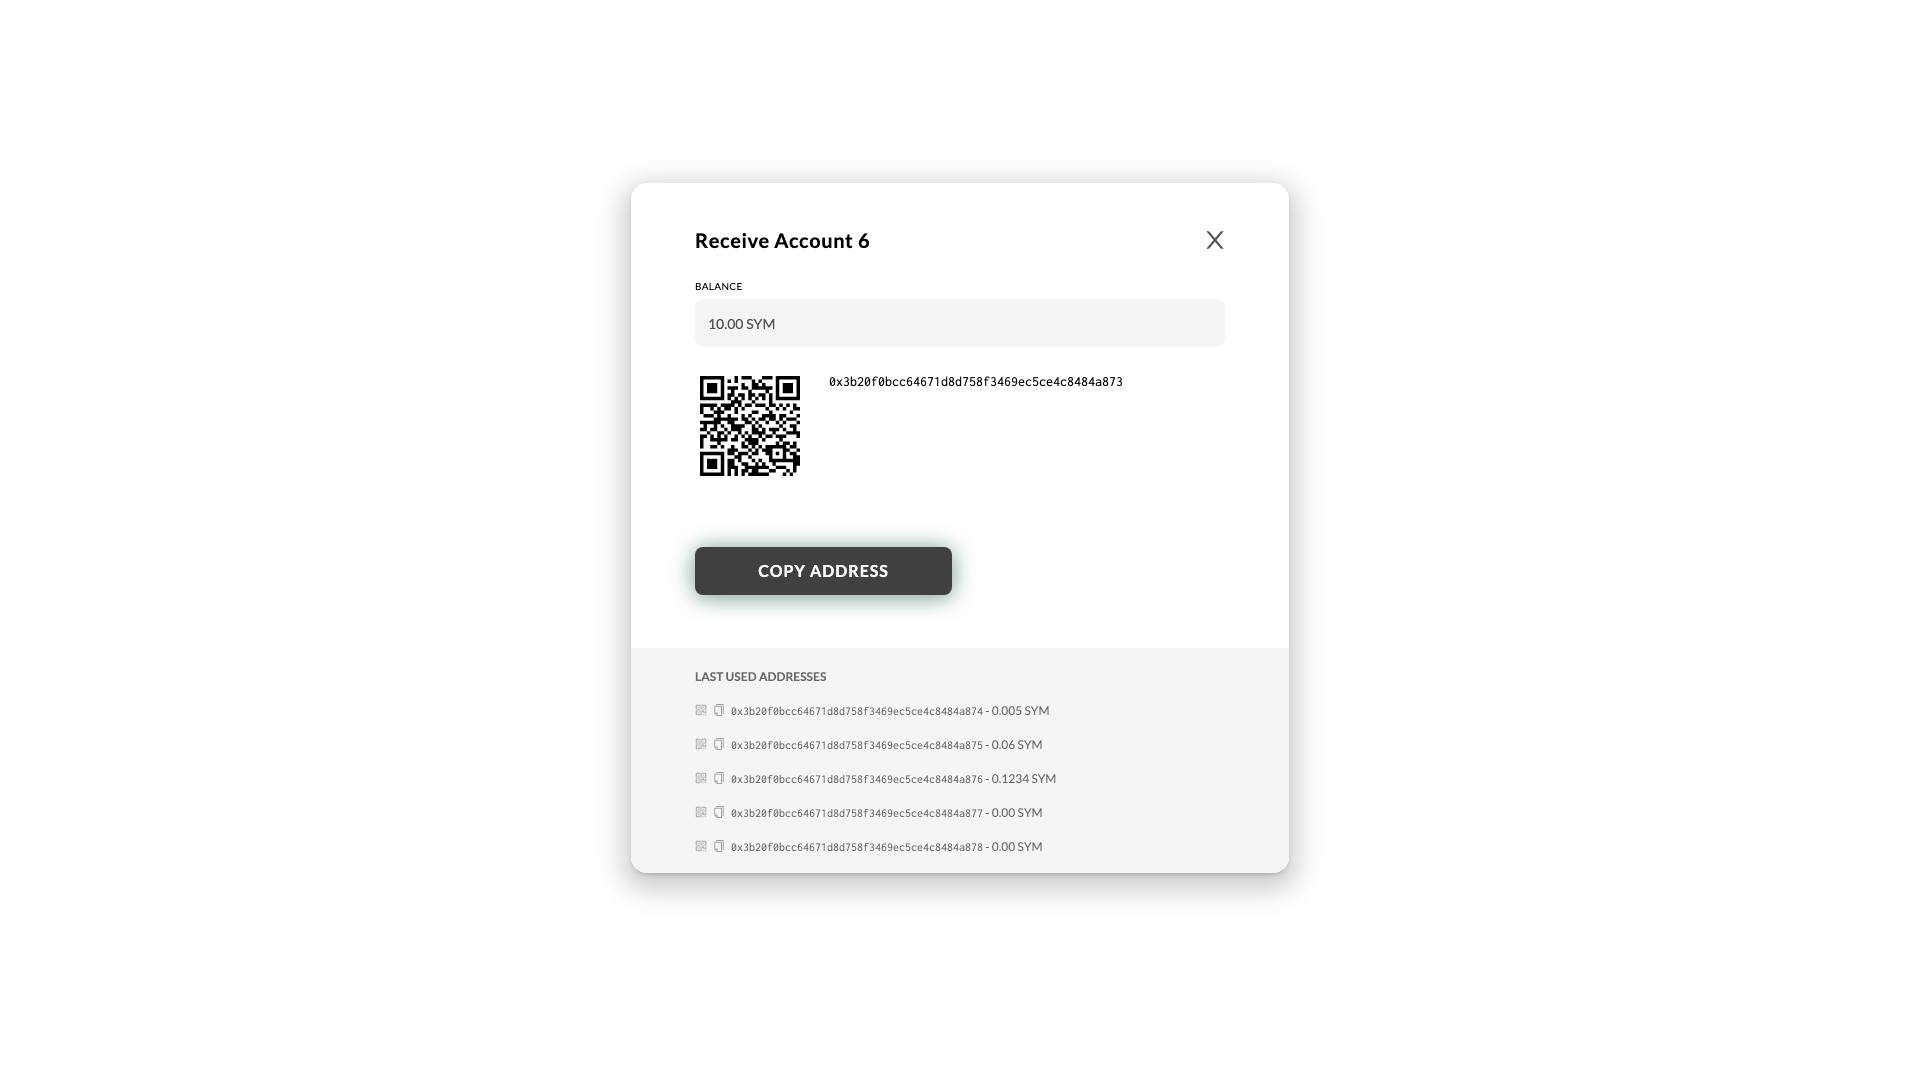 Receive Account 6
X
BALANCE
10.00 SYM
0x3b20f0bcc64671d8d758f3469ec5ce4c8484a873
COPY ADDRESS
LAST USED ADDRESSES
0x3b20f0bcc64671d8d758f3469ec5ce4c8484a874 - 0.005 SYM
0x3b20f0bcc64671d8d758f3469ec5ce4c8484a875 - 0.06 SYM
0x3b20f0bcc64671d8d758f3469ec5ce4c8484a876 - 0.1234 SYM
0x3b20f0bcc64671d8d758f3469ec5ce4c8484a877 - 0.00 SYM
0x3b20f0bcc64671d8d758f3469ec5ce4c8484a878 - 0.00 SYM